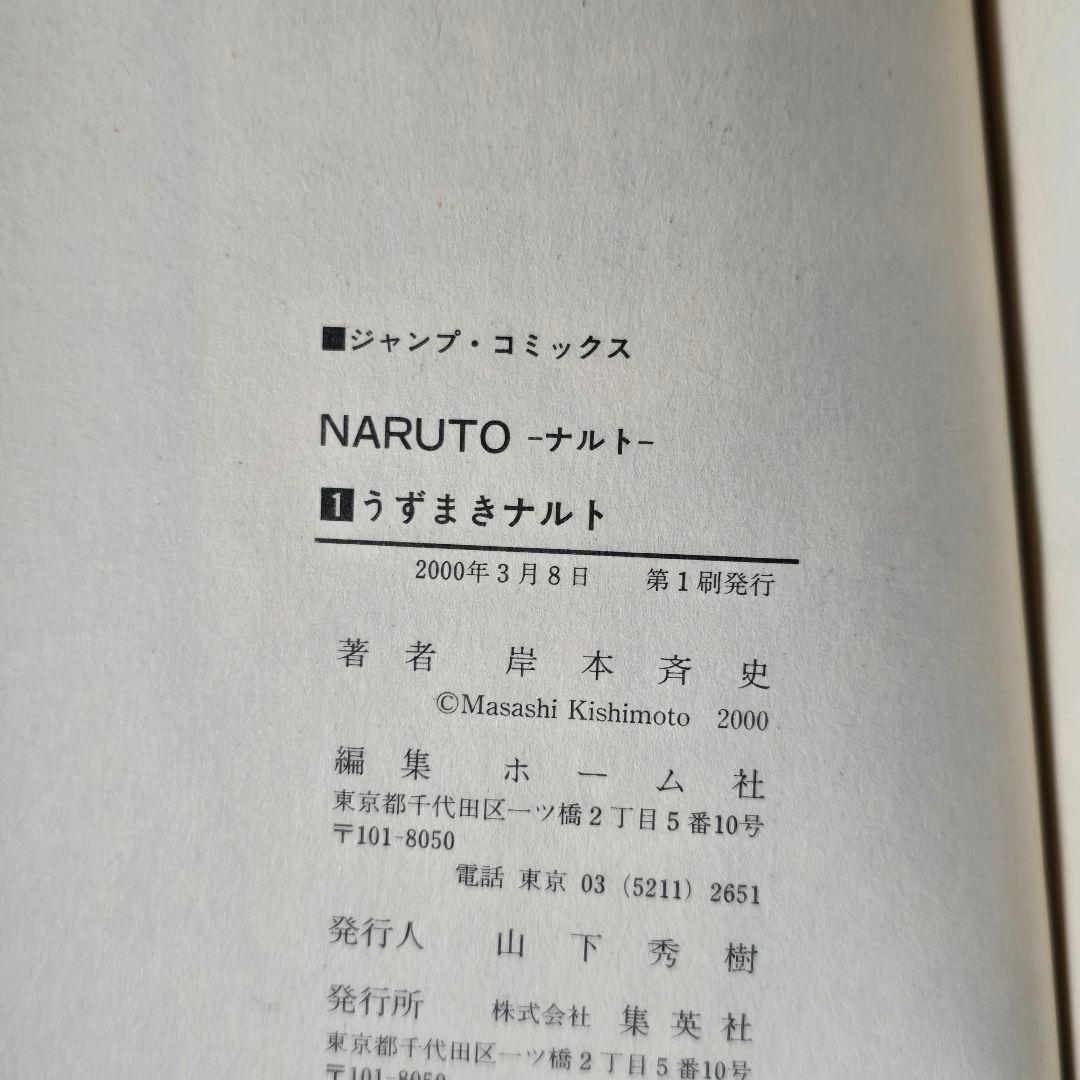 ■ジャンプ・コミックス
NARUTO -ナルト-
1うずまきナルト
2000年3月8日 第1刷発行
著者 岸本斉史
©Masashi Kishimoto 2000
編集 ホーム社
東京都千代田区一ツ橋2丁目5番10号
〒101-8050
電話 東京 03(5211)2651
発行人 山下秀樹
発行所 株式会社 集英社
東京都千代田区一ツ橋2丁目5番10号
〒101-8050